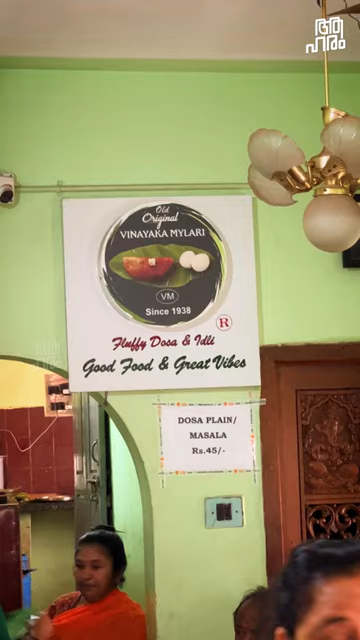 ആ
ഹാരം
Old
Original
VINAYAKA MYLARI
VM
Since 1938
R
Fluffy Dosa & Idli
Good Food & Great Vibes
DOSA PLAIN/
MASALA
Rs.45/-